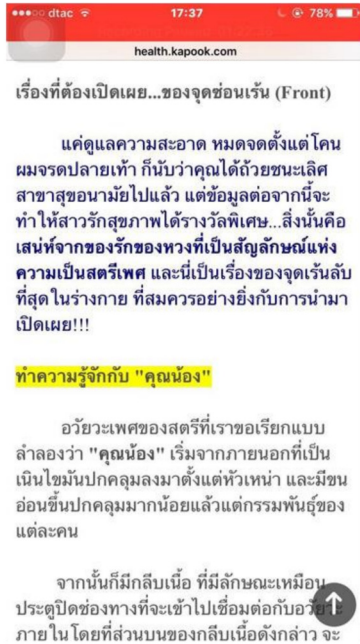 dtac 17:37 78%
health.kapook.com
เรื่องที่ต้องเปิดเผย...ของจุดซ่อนเร้น (Front)
แค่ดูแลความสะอาด หมดจดตั้งแต่โคน
ผมจรดปลายเท้า ก็นับว่าคุณได้ถ้วยชนะเลิศ
สาขาสุขอนามัยไปแล้ว แต่ข้อมูลต่อจากนี้จะ
ทำให้สาวรักสุขภาพได้รางวัลพิเศษ...สิ่งนั้นคือ
เสน่ห์จากของรักของหวงที่เป็นสัญลักษณ์แห่ง
ความเป็นสตรีเพศ และนี่เป็นเรื่องของจุดเร้นลับ
ที่สุดในร่างกาย ที่สมควรอย่างยิ่งกับการนำมา
เปิดเผย!!!
ทำความรู้จักกับ "คุณน้อง"
อวัยวะเพศของสตรีที่เราขอเรียกแบบ
ลำลองว่า "คุณน้อง" เริ่มจากภายนอกที่เป็น
เนินไขมันปกคลุมลงมาตั้งแต่หัวเหน่า และมีขน
อ่อนขึ้นปกคลุมมากน้อยแล้วแต่กรรมพันธุ์ของ
แต่ละคน
จากนั้นก็มีกลีบเนื้อ ที่มีลักษณะเหมือน
ประตูปิดช่องทางที่จะเข้าไปเชื่อมต่อกับอวัยวะ
ภายใน โดยที่ส่วนบนของกลีบเนื้อดังกล่าว จะ